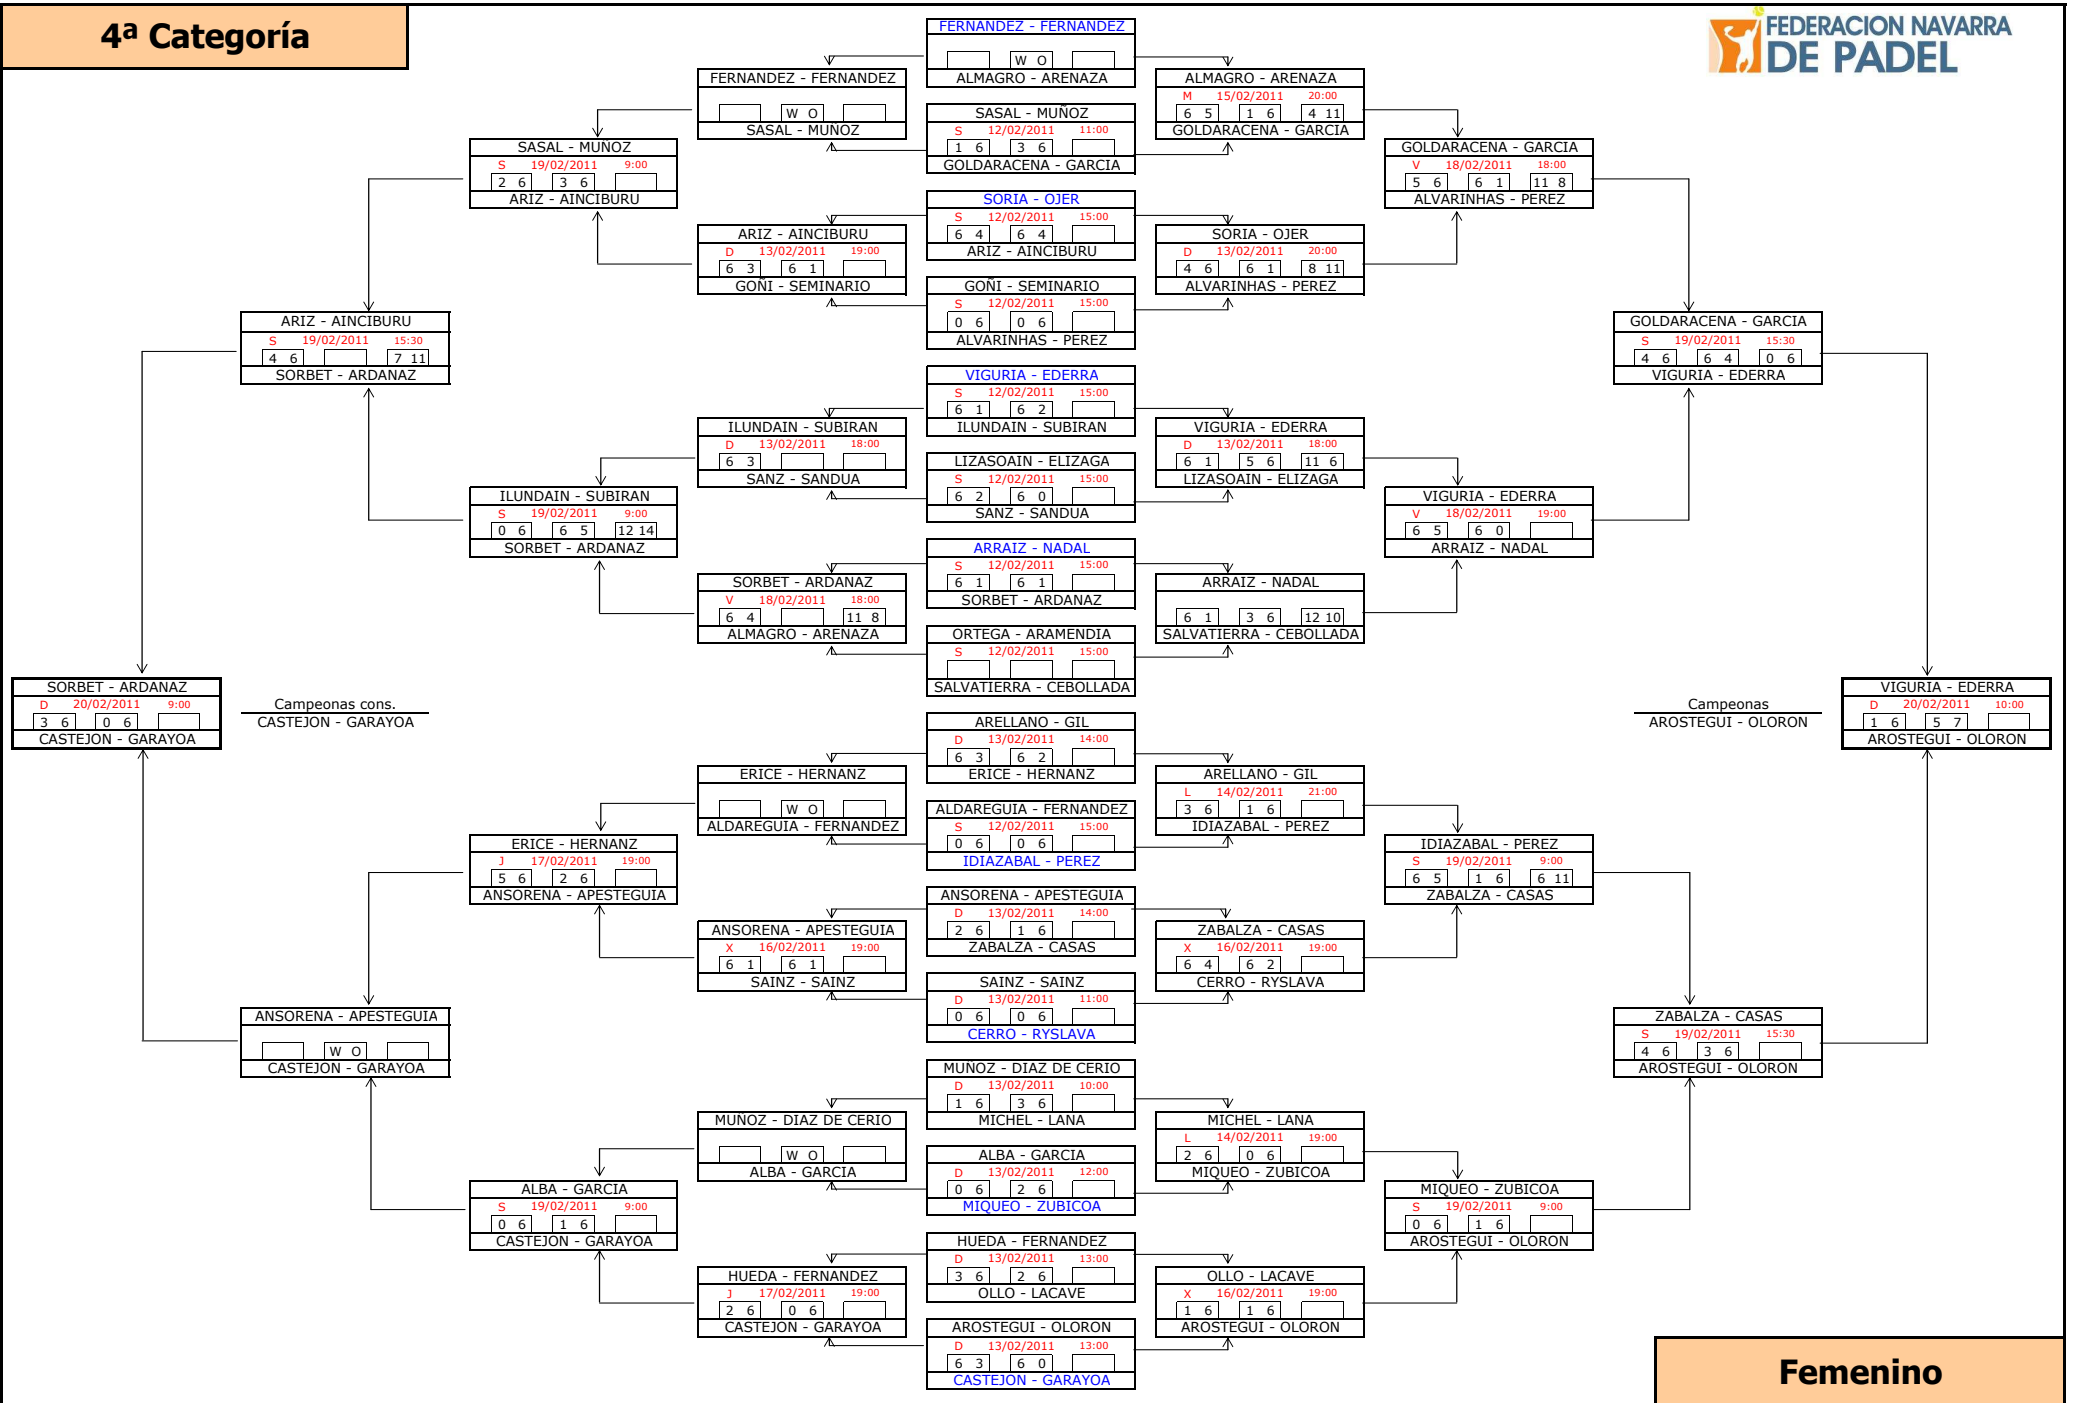 4ª Categoría
FEDERACION NAVARRA
DE PADEL
SORBET - ARDANAZ
D 20/02/2011 9:00
3 6 0 6
CASTEJON - GARAYOA
Campeonas cons.
CASTEJON - GARAYOA
ARIZ - AINCIBURU
S 19/02/2011 15:30
4 6 7 11
SORBET - ARDANAZ
ANSORENA - APESTEGUIA
W O
CASTEJON - GARAYOA
SASAL - MUÑOZ
S 19/02/2011 9:00
2 6 3 6
ARIZ - AINCIBURU
ILUNDAIN - SUBIRAN
S 19/02/2011 9:00
0 6 6 5 12 14
SORBET - ARDANAZ
ERICE - HERNANZ
J 17/02/2011 19:00
5 6 2 6
ANSORENA - APESTEGUIA
ALBA - GARCIA
S 19/02/2011 9:00
0 6 1 6
CASTEJON - GARAYOA
FERNANDEZ - FERNANDEZ
W O
SASAL - MUÑOZ
ARIZ - AINCIBURU
D 13/02/2011 19:00
6 3 6 1
GOÑI - SEMINARIO
ILUNDAIN - SUBIRAN
D 13/02/2011 18:00
6 3
SANZ - SANDUA
SORBET - ARDANAZ
V 18/02/2011 18:00
6 4 11 8
ALMAGRO - ARENAZA
ERICE - HERNANZ
W O
ALDAREGUIA - FERNANDEZ
ANSORENA - APESTEGUIA
X 16/02/2011 19:00
6 1 6 1
SAINZ - SAINZ
MUÑOZ - DIAZ DE CERIO
W O
ALBA - GARCIA
HUEDA - FERNANDEZ
J 17/02/2011 19:00
2 6 0 6
CASTEJON - GARAYOA
FERNANDEZ - FERNANDEZ
W O
ALMAGRO - ARENAZA
SASAL - MUÑOZ
S 12/02/2011 11:00
1 6 3 6
GOLDARACENA - GARCIA
SORIA - OJER
S 12/02/2011 15:00
6 4 6 4
ARIZ - AINCIBURU
GOÑI - SEMINARIO
S 12/02/2011 15:00
0 6 0 6
ALVARINHAS - PEREZ
VIGURIA - EDERRA
S 12/02/2011 15:00
6 1 6 2
ILUNDAIN - SUBIRAN
LIZASOAIN - ELIZAGA
S 12/02/2011 15:00
6 2 6 0
SANZ - SANDUA
ARRAIZ - NADAL
S 12/02/2011 15:00
6 1 6 1
SORBET - ARDANAZ
ORTEGA - ARAMENDIA
S 12/02/2011 15:00
SALVATIERRA - CEBOLLADA
ARELLANO - GIL
D 13/02/2011 14:00
6 3 6 2
ERICE - HERNANZ
ALDAREGUIA - FERNANDEZ
S 12/02/2011 15:00
0 6 0 6
IDIAZABAL - PEREZ
ANSORENA - APESTEGUIA
D 13/02/2011 14:00
2 6 1 6
ZABALZA - CASAS
SAINZ - SAINZ
D 13/02/2011 11:00
0 6 0 6
CERRO - RYSLAVA
MUÑOZ - DIAZ DE CERIO
D 13/02/2011 10:00
1 6 3 6
MICHEL - LANA
ALBA - GARCIA
D 13/02/2011 12:00
0 6 2 6
MIQUEO - ZUBICOA
HUEDA - FERNANDEZ
D 13/02/2011 13:00
3 6 2 6
OLLO - LACAVE
AROSTEGUI - OLORON
D 13/02/2011 13:00
6 3 6 0
CASTEJON - GARAYOA
ALMAGRO - ARENAZA
M 15/02/2011 20:00
6 5 1 6 4 11
GOLDARACENA - GARCIA
SORIA - OJER
D 13/02/2011 20:00
4 6 6 1 8 11
ALVARINHAS - PEREZ
VIGURIA - EDERRA
D 13/02/2011 18:00
6 1 5 6 11 6
LIZASOAIN - ELIZAGA
ARRAIZ - NADAL
6 1 3 6 12 10
SALVATIERRA - CEBOLLADA
ARELLANO - GIL
L 14/02/2011 21:00
3 6 1 6
IDIAZABAL - PEREZ
ZABALZA - CASAS
X 16/02/2011 19:00
6 4 6 2
CERRO - RYSLAVA
MICHEL - LANA
L 14/02/2011 19:00
2 6 0 6
MIQUEO - ZUBICOA
OLLO - LACAVE
X 16/02/2011 19:00
1 6 1 6
AROSTEGUI - OLORON
GOLDARACENA - GARCIA
V 18/02/2011 18:00
5 6 6 1 11 8
ALVARINHAS - PEREZ
VIGURIA - EDERRA
V 18/02/2011 19:00
6 5 6 0
ARRAIZ - NADAL
IDIAZABAL - PEREZ
S 19/02/2011 9:00
6 5 1 6 6 11
ZABALZA - CASAS
MIQUEO - ZUBICOA
S 19/02/2011 9:00
0 6 1 6
AROSTEGUI - OLORON
GOLDARACENA - GARCIA
S 19/02/2011 15:30
4 6 6 4 0 6
VIGURIA - EDERRA
ZABALZA - CASAS
S 19/02/2011 15:30
4 6 3 6
AROSTEGUI - OLORON
Campeonas
AROSTEGUI - OLORON
VIGURIA - EDERRA
D 20/02/2011 10:00
1 6 5 7
AROSTEGUI - OLORON
Femenino